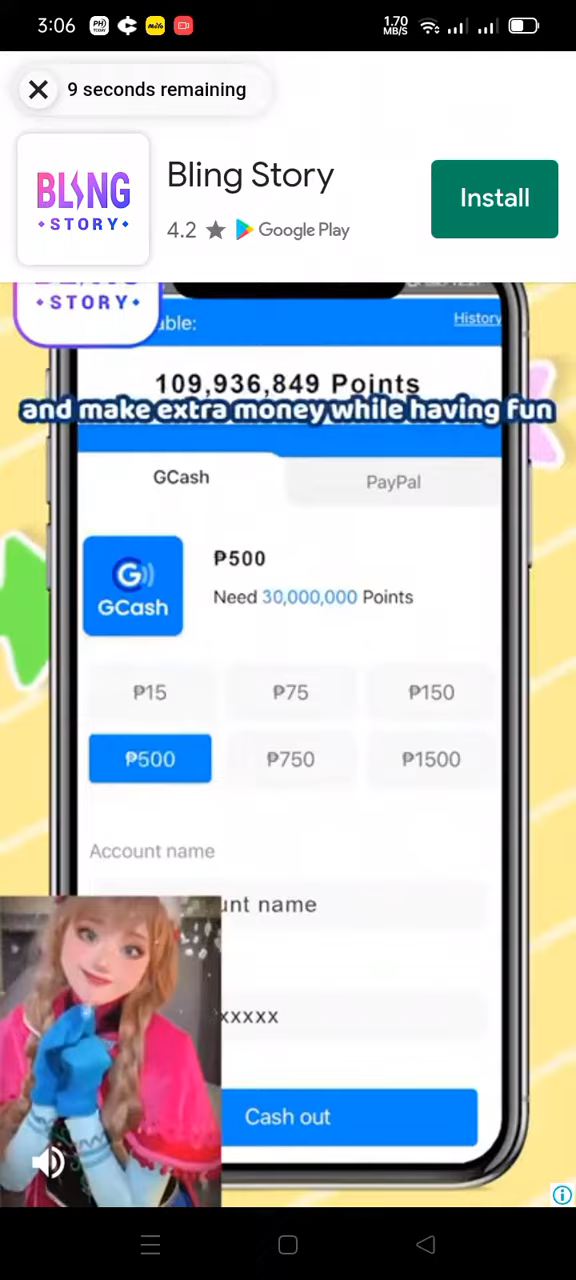 3:06
1.70
MB/S
9 seconds remaining
BLING
STORY
Bling Story
4.2 ★ Google Play
Install
STORY
able:
History
109,936,849 Points
and make extra money while having fun
GCash
PayPal
GCash
₱500
Need 30,000,000 Points
₱15
₱75
₱150
₱500
₱750
₱1500
Account name
unt name
xxxxx
Cash out